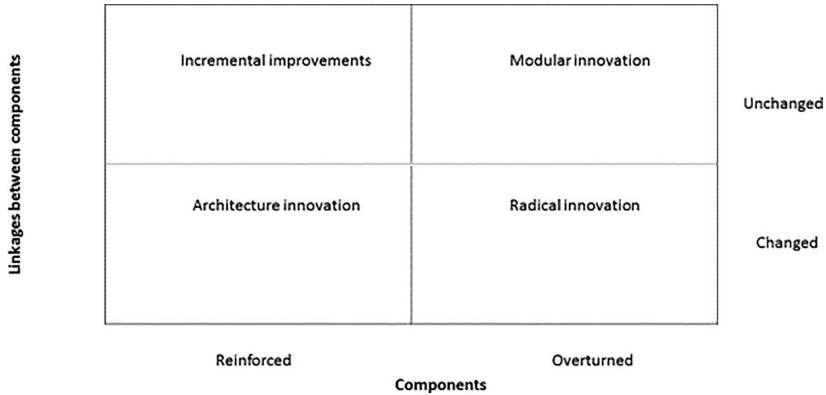 Linkages between components
Incremental improvements
Modular innovation
Unchanged
Architecture innovation
Radical innovation
Changed
Reinforced
Overturned
Components